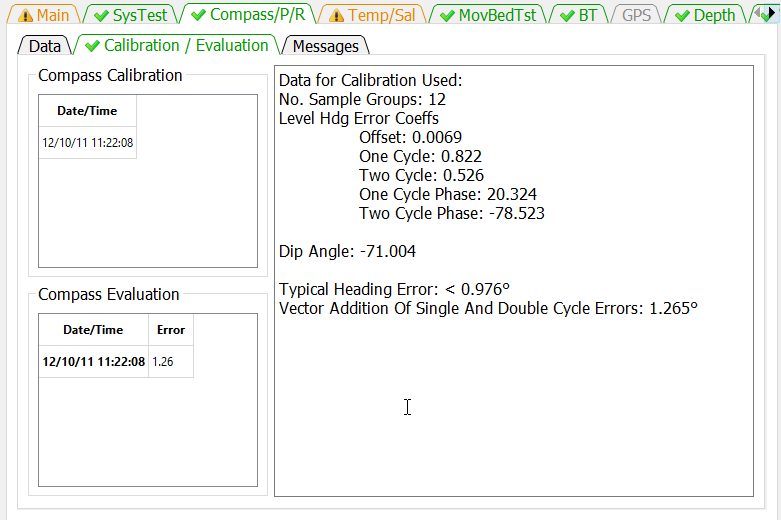 Main SysTest Compass/P/R Temp/Sal MovBedTst BT GPS Depth
Data Calibration / Evaluation Messages
Compass Calibration
Date/Time
12/10/11 11:22:08
Compass Evaluation
Date/Time Error
12/10/11 11:22:08 1.26
Data for Calibration Used:
No. Sample Groups: 12
Level Hdg Error Coeffs
Offset: 0.0069
One Cycle: 0.822
Two Cycle: 0.526
One Cycle Phase: 20.324
Two Cycle Phase: -78.523
Dip Angle: -71.004
Typical Heading Error: < 0.976°
Vector Addition Of Single And Double Cycle Errors: 1.265°